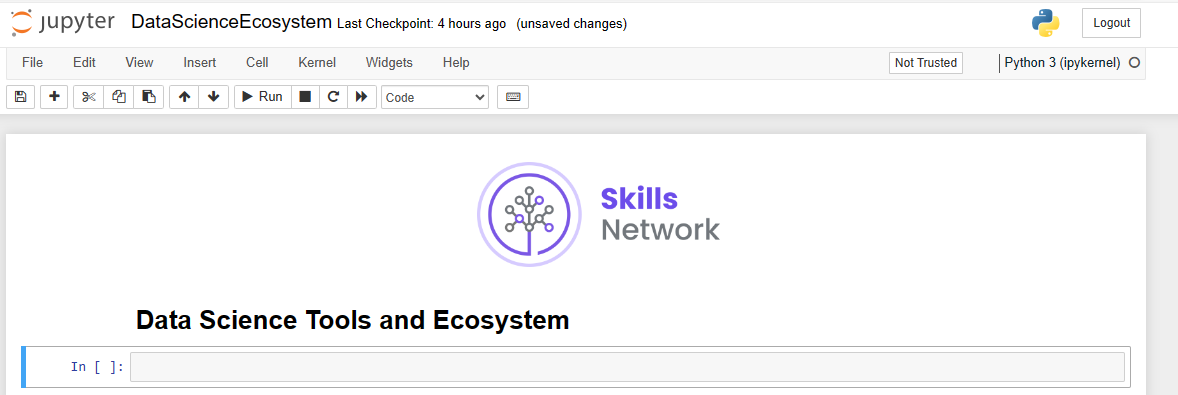 jupyter DataScienceEcosystem Last Checkpoint: 4 hours ago (unsaved changes) Logout
File Edit View Insert Cell Kernel Widgets Help Not Trusted Python 3 (ipykernel)
Run Code
Skills
Network
Data Science Tools and Ecosystem
In [ ]: